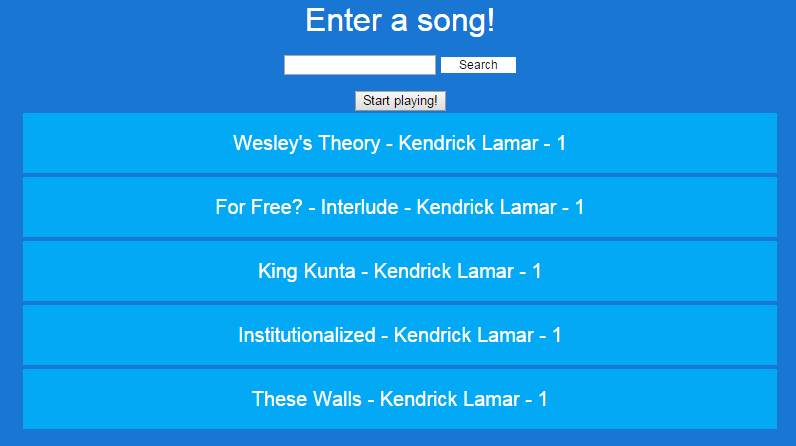 Enter a song!
Search
Start playing!
Wesley's Theory - Kendrick Lamar - 1
For Free? - Interlude - Kendrick Lamar - 1
King Kunta - Kendrick Lamar - 1
Institutionalized - Kendrick Lamar - 1
These Walls - Kendrick Lamar - 1